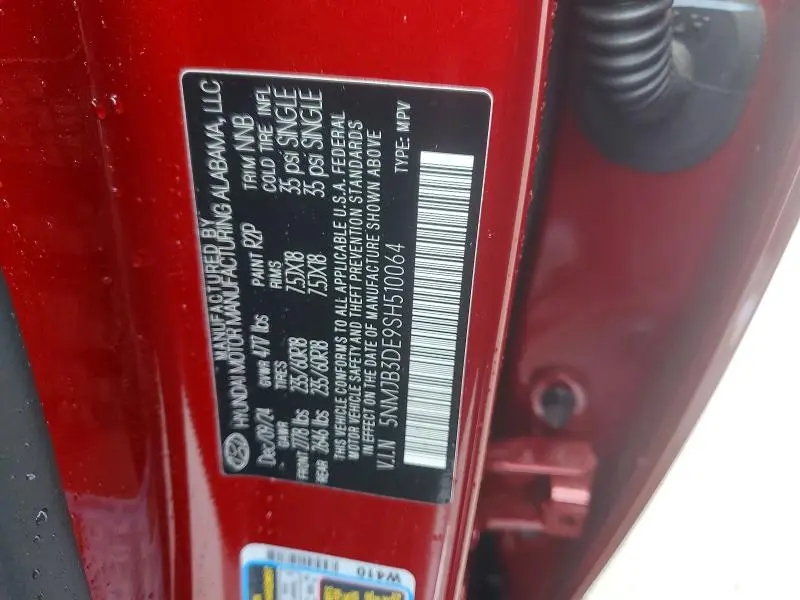 MANUFACTURED BY
HYUNDAI MOTOR MANUFACTURING ALABAMA, LLC
Dec/09/24 GVWR 4717 lbs PAINT R2P TRIM NNB
GAWR TIRES RIMS COLD TIRE INFL
FRONT 2778 lbs 235/60R18 7.5JX18 35 psi SINGLE
REAR 2646 lbs 235/60R18 7.5JX18 35 psi SINGLE
THIS VEHICLE CONFORMS TO ALL APPLICABLE U.S.A. FEDERAL
MOTOR VEHICLE SAFETY AND THEFT PREVENTION STANDARDS
IN EFFECT ON THE DATE OF MANUFACTURE SHOWN ABOVE
V.I.N 5NMJB3DE9SH510064 TYPE: MPV
W410